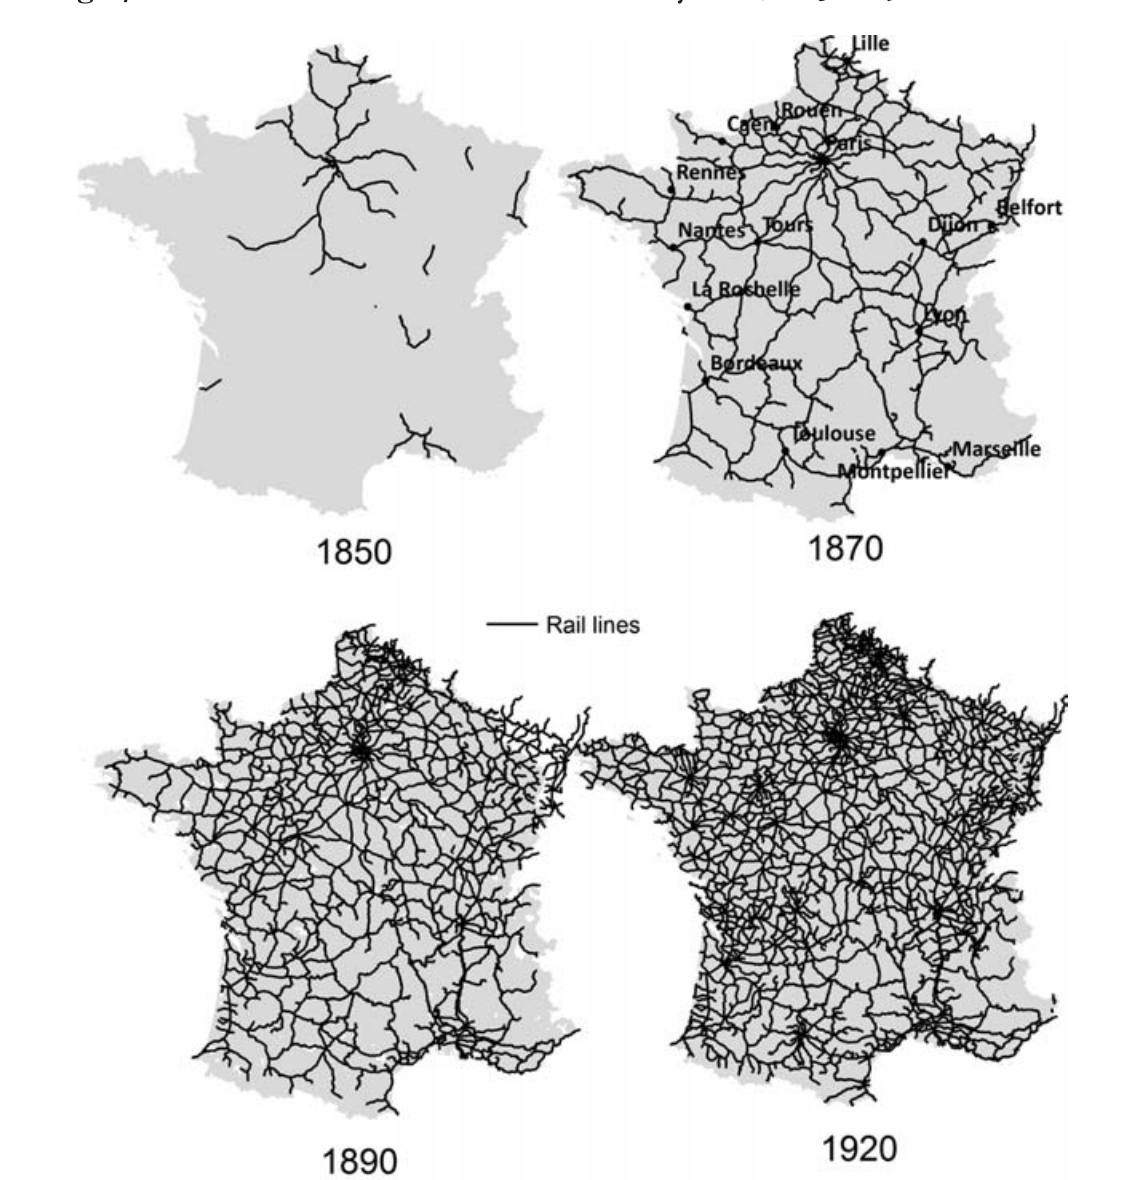 Lille
Rouen
Caen
Paris
Rennes
Belfort
Nantes
Tours
Dijon
La Rochelle
Lyon
Bordeaux
Toulouse
Marseille
Montpellier
1850
1870
Rail lines
1890
1920